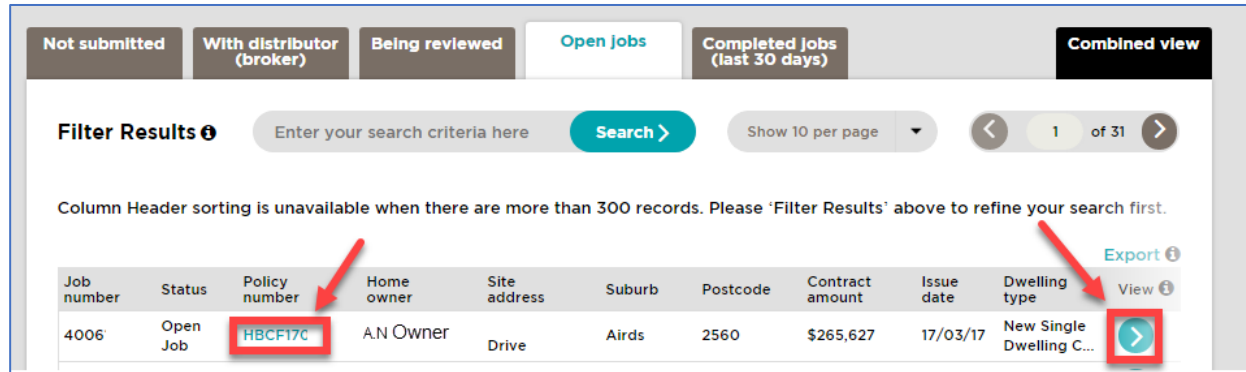 Not submitted
With distributor (broker)
Being reviewed
Open jobs
Completed jobs (last 30 days)
Combined view
Filter Results
Enter your search criteria here
Search
Show 10 per page
1 of 31
Column Header sorting is unavailable when there are more than 300 records. Please 'Filter Results' above to refine your search first.
Export
Job number
Status
Policy number
Home owner
Site address
Suburb
Postcode
Contract amount
Issue date
Dwelling type
View
4006
Open Job
HBCF170
A.N Owner
Drive
Airds
2560
$265,627
17/03/17
New Single Dwelling C...